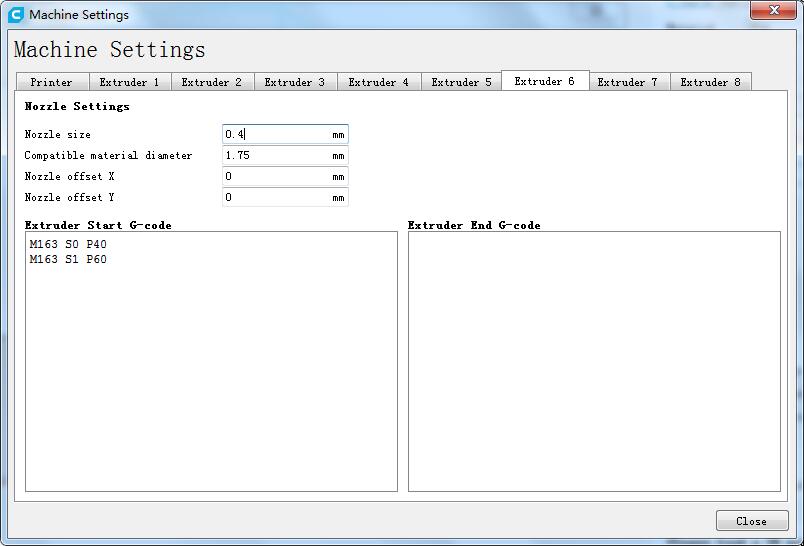 Machine Settings
Machine Settings
Printer Extruder 1 Extruder 2 Extruder 3 Extruder 4 Extruder 5 Extruder 6 Extruder 7 Extruder 8
Nozzle Settings
Nozzle size 0.4 mm
Compatible material diameter 1.75 mm
Nozzle offset X 0 mm
Nozzle offset Y 0 mm
Extruder Start G-code Extruder End G-code
M163 S0 P40
M163 S1 P60
Close